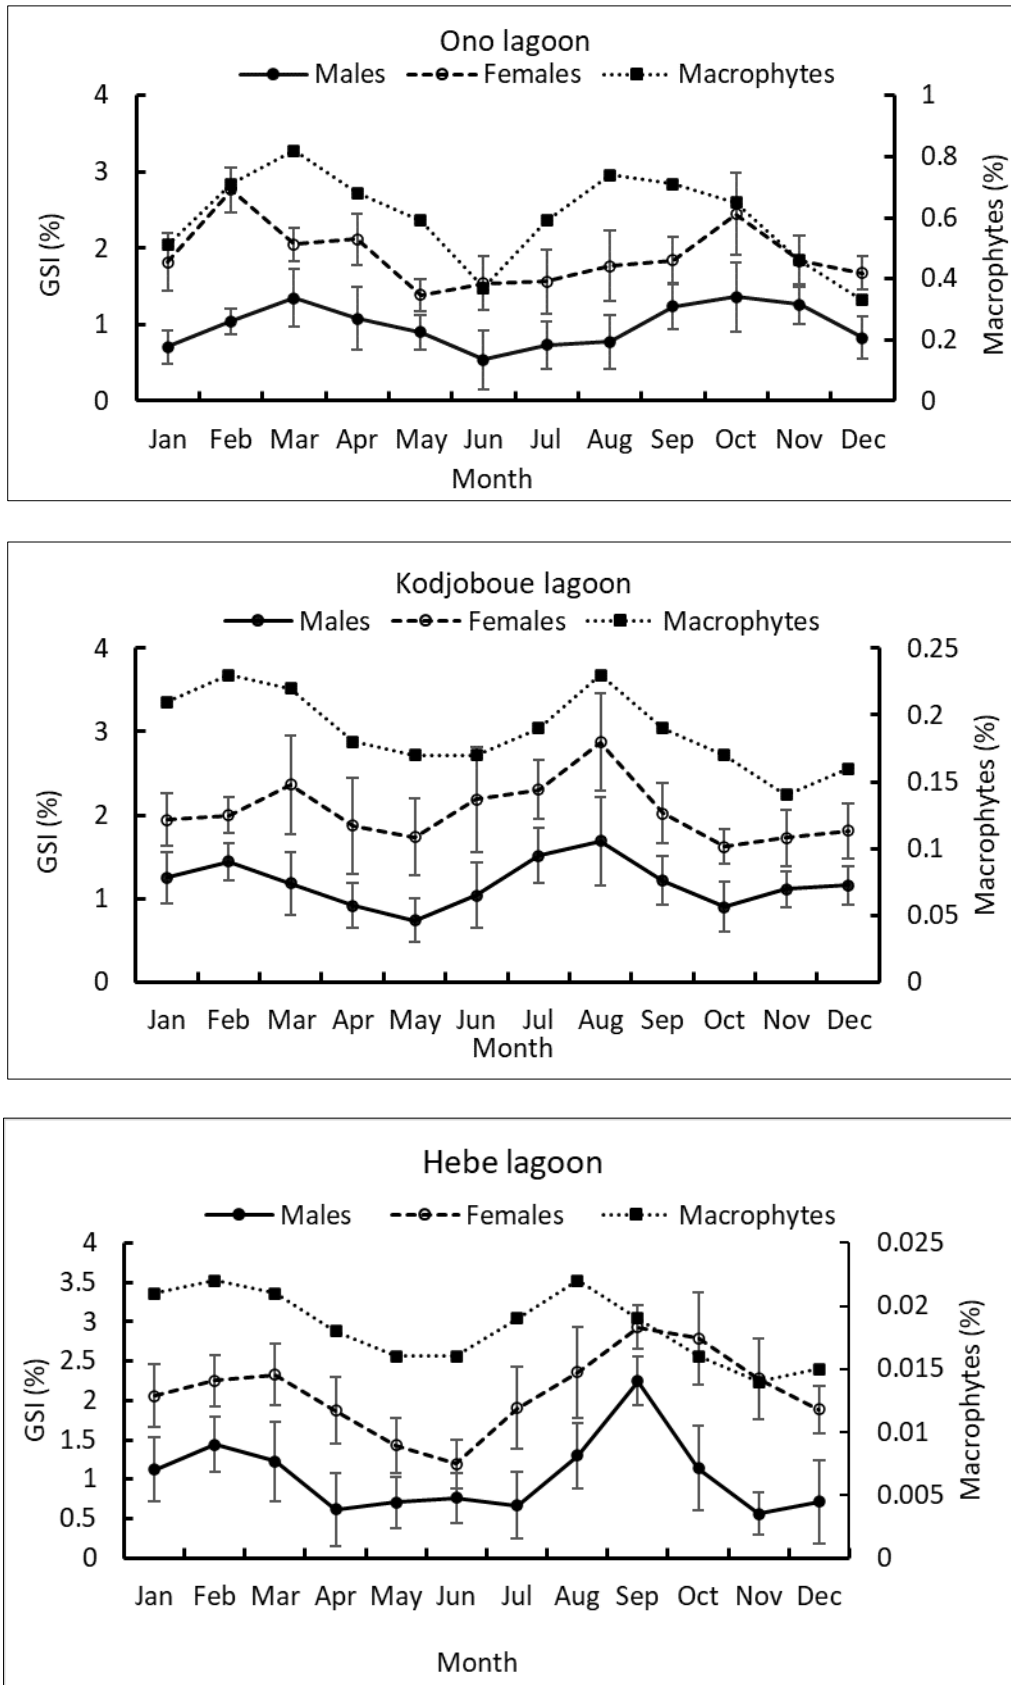 Ono lagoon
Males Females Macrophytes
4
3
2
1
0
GSI (%)
1
0.8
0.6
0.4
0.2
0
Macrophytes (%)
Jan Feb Mar Apr May Jun Jul Aug Sep Oct Nov Dec
Month
Kodjoboue lagoon
Males Females Macrophytes
4
3
2
1
0
GSI (%)
0.25
0.2
0.15
0.1
0.05
0
Macrophytes (%)
Jan Feb Mar Apr May Jun Jul Aug Sep Oct Nov Dec
Month
Hebe lagoon
Males Females Macrophytes
4
3.5
3
2.5
2
1.5
1
0.5
0
GSI (%)
0.025
0.02
0.015
0.01
0.005
0
Macrophytes (%)
Jan Feb Mar Apr May Jun Jul Aug Sep Oct Nov Dec
Month